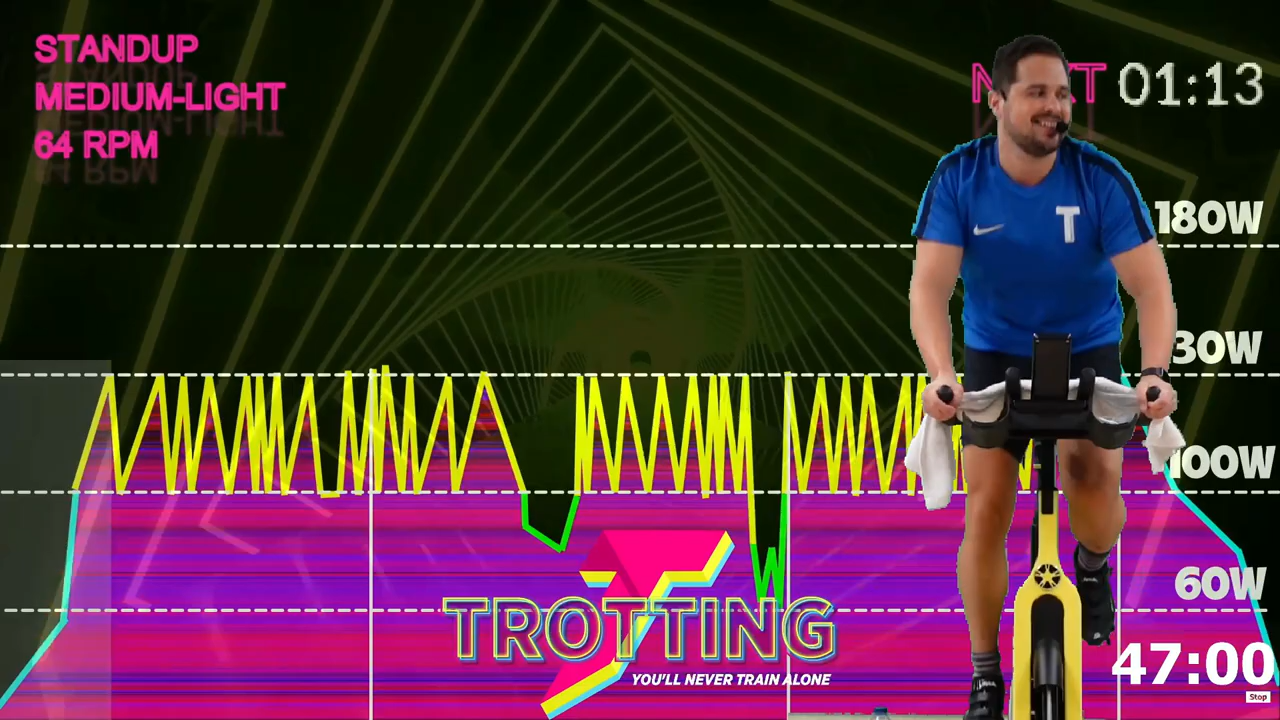 STANDUP
MEDIUM-LIGHT
64 RPM
01:13
T
180W
30W
100W
60W
TROTTING
YOU'LL NEVER TRAIN ALONE
47:00
Stop